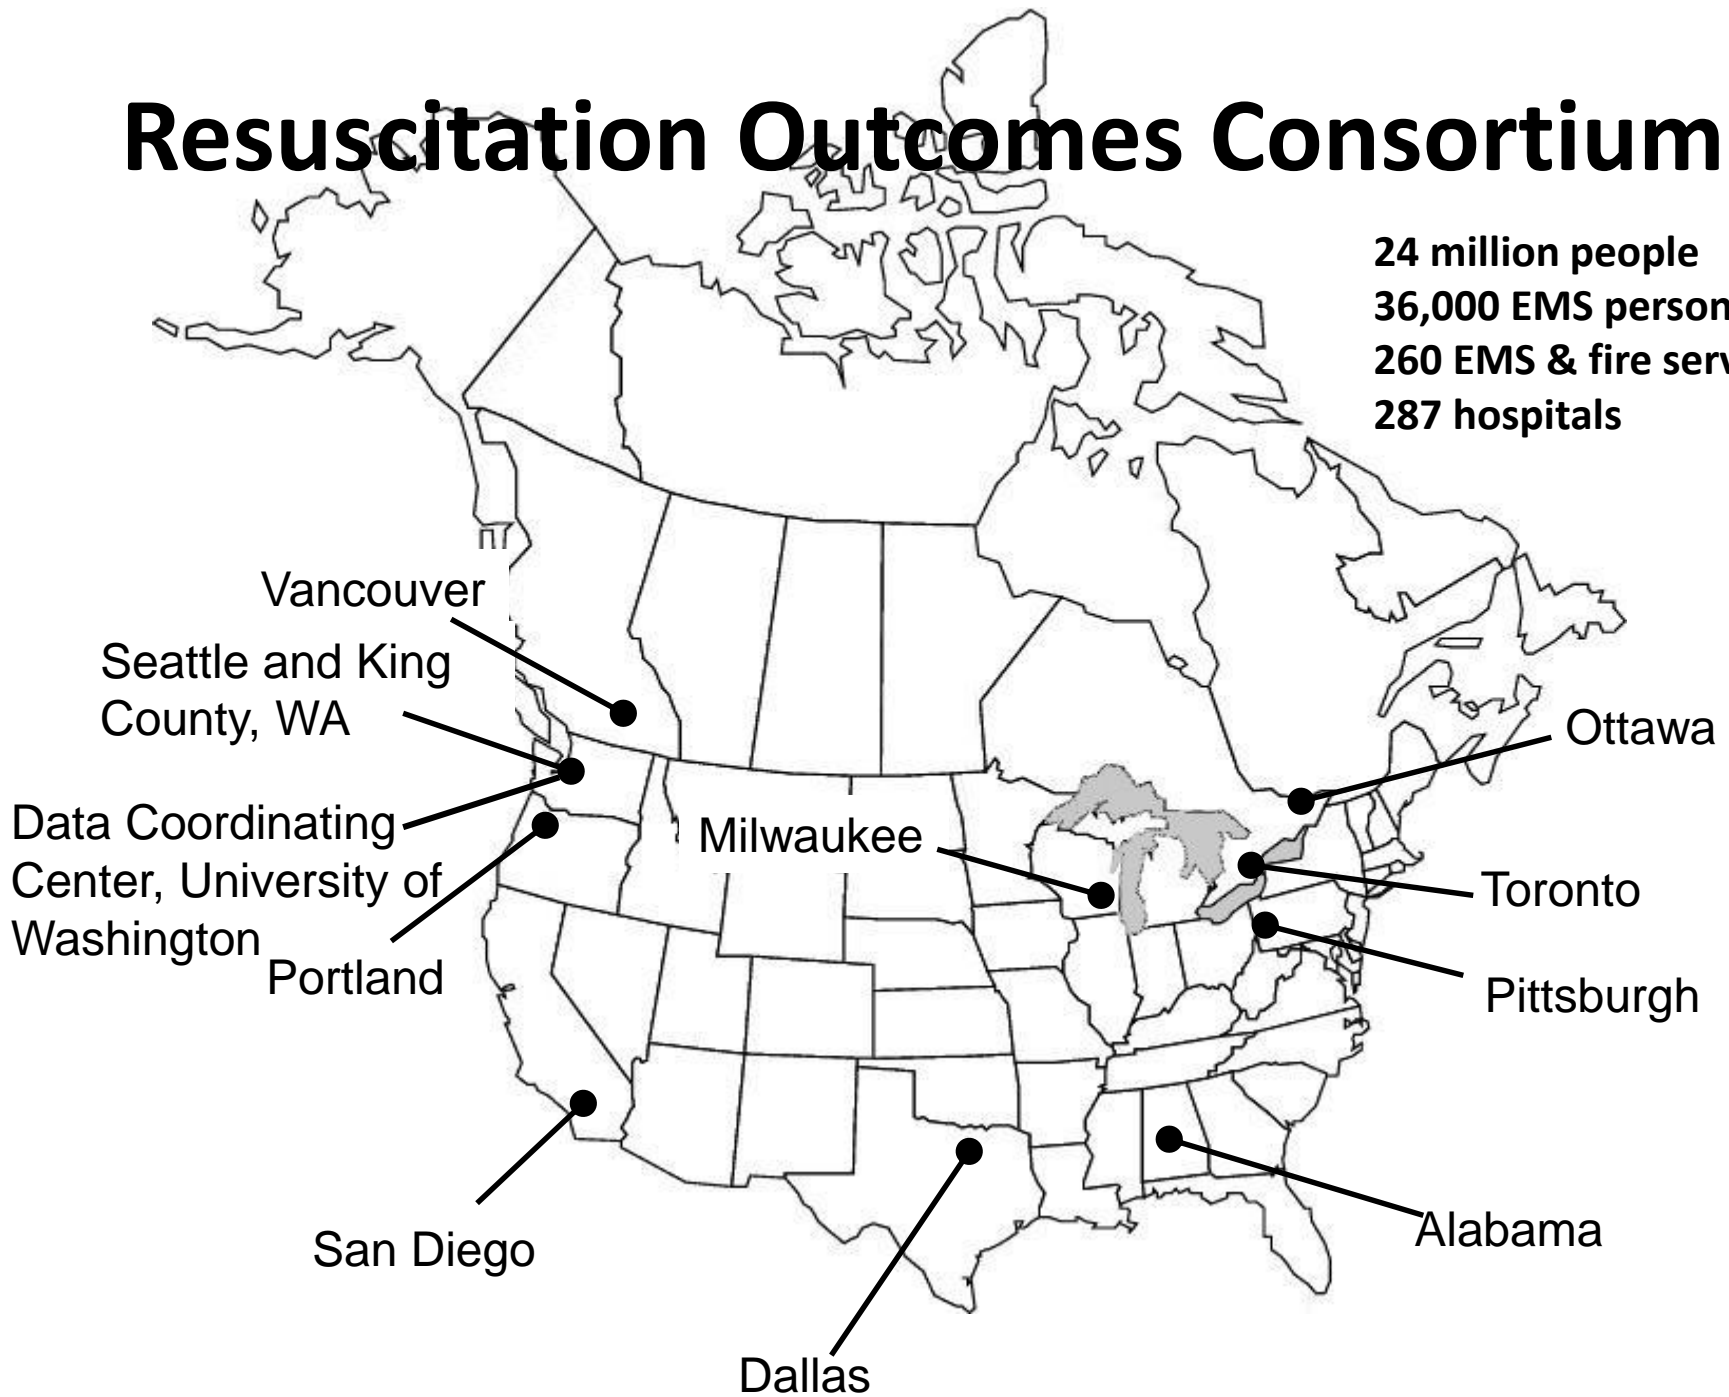 Resuscitation Outcomes Consortium
24 million people
36,000 EMS person
260 EMS & fire serv
287 hospitals
Vancouver
Seattle and King
County, WA
Data Coordinating
Center, University of
Washington
Portland
Milwaukee
Ottawa
Toronto
Pittsburgh
San Diego
Alabama
Dallas